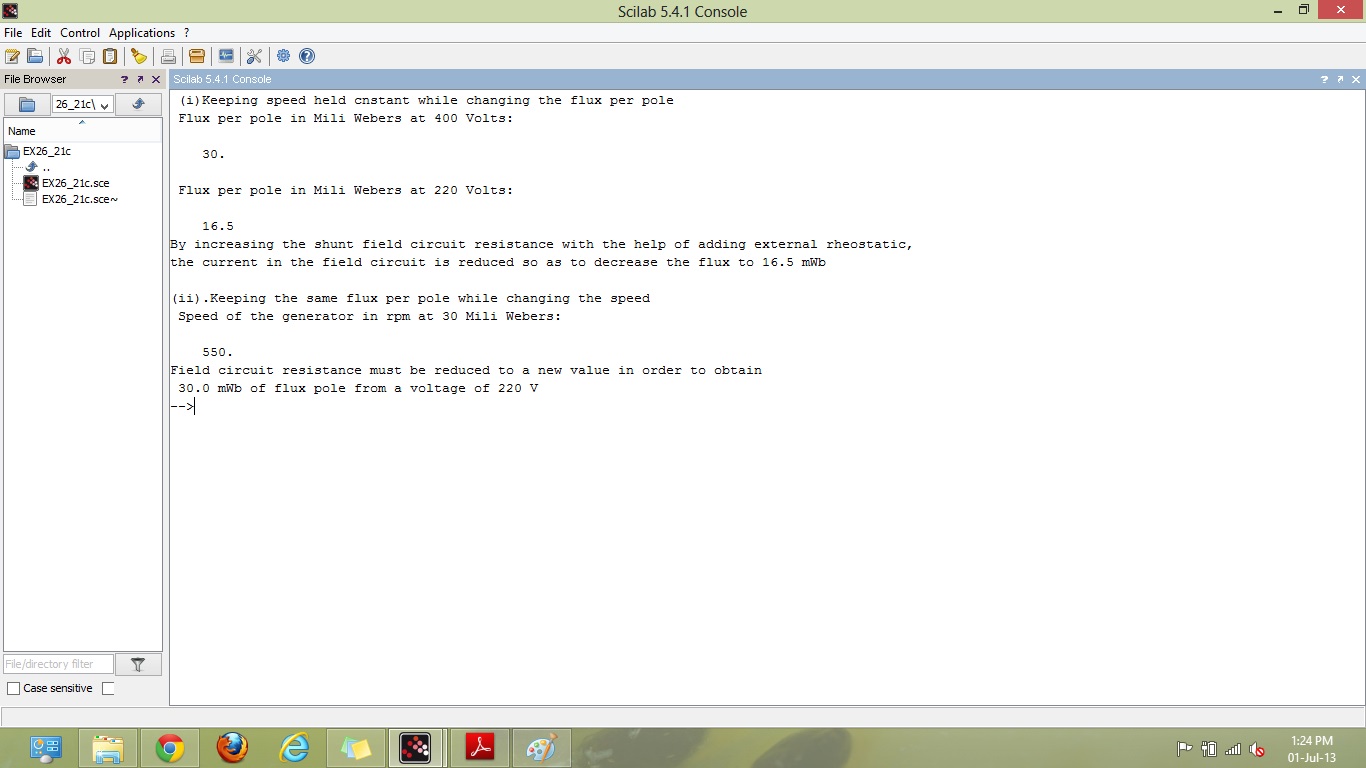 Scilab 5.4.1 Console
File Edit Control Applications ?
File Browser ? 
Scilab 5.4.1 Console ?
26_21c\
Name
EX26_21c
..
EX26_21c.sce
EX26_21c.sce~
(i)Keeping speed held cnstant while changing the flux per pole
Flux per pole in Mili Webers at 400 Volts:
30.
Flux per pole in Mili Webers at 220 Volts:
16.5
By increasing the shunt field circuit resistance with the help of adding external rheostatic,
the current in the field circuit is reduced so as to decrease the flux to 16.5 mWb
(ii).Keeping the same flux per pole while changing the speed
Speed of the generator in rpm at 30 Mili Webers:
550.
Field circuit resistance must be reduced to a new value in order to obtain
30.0 mWb of flux pole from a voltage of 220 V
-->
File/directory filter
Case sensitive
1:24 PM
01-Jul-13